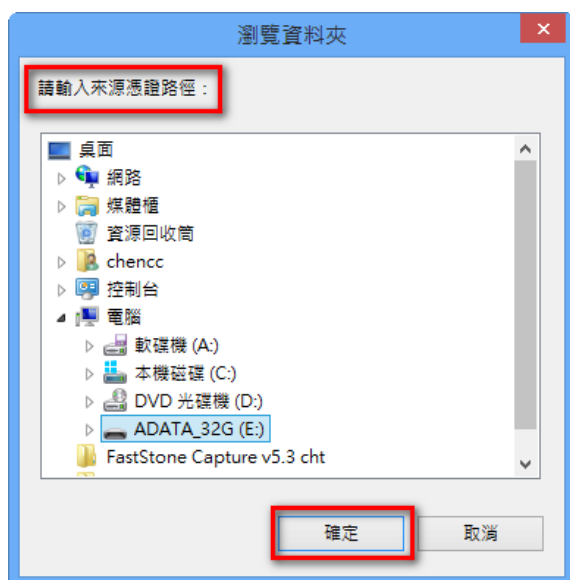 瀏覽資料夾
請輸入來源憑證路徑：
桌面
網路
媒體櫃
資源回收筒
chencc
控制台
電腦
軟碟機 (A:)
本機磁碟 (C:)
DVD 光碟機 (D:)
ADATA_32G (E:)
FastStone Capture v5.3 cht
確定
取消